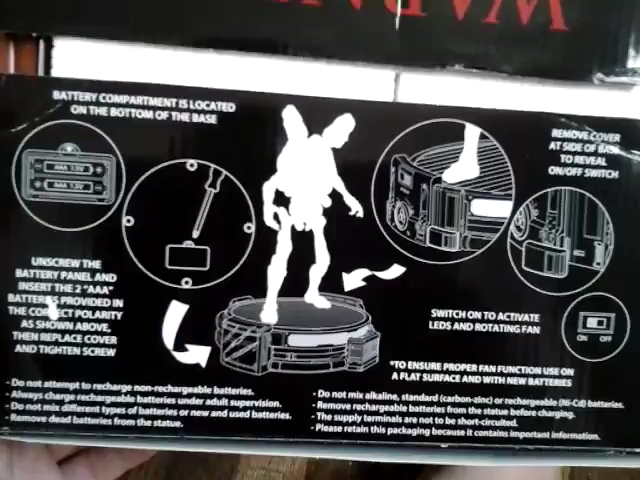 BATTERY COMPARTMENT IS LOCATED
ON THE BOTTOM OF THE BASE
AAA 1.5V
AAA 1.5V
REMOVE COVER
AT SIDE OF BASE
TO REVEAL
ON/OFF SWITCH
UNSCREW THE
BATTERY PANEL AND
INSERT THE 2 "AAA"
BATTERIES PROVIDED IN
THE CORRECT POLARITY
AS SHOWN ABOVE,
THEN REPLACE COVER
AND TIGHTEN SCREW
SWITCH ON TO ACTIVATE
LEDS AND ROTATING FAN
ON OFF
*TO ENSURE PROPER FAN FUNCTION USE ON
A FLAT SURFACE AND WITH NEW BATTERIES
- Do not attempt to recharge non-rechargeable batteries.
- Always charge rechargeable batteries under adult supervision.
- Do not mix different types of batteries or new and used batteries.
- Remove dead batteries from the statue.
- Do not mix alkaline, standard (carbon-zinc) or rechargeable (Ni-Cd) batteries.
- Remove rechargeable batteries from the statue before charging.
- The supply terminals are not to be short-circuited.
- Please retain this packaging because it contains important information.